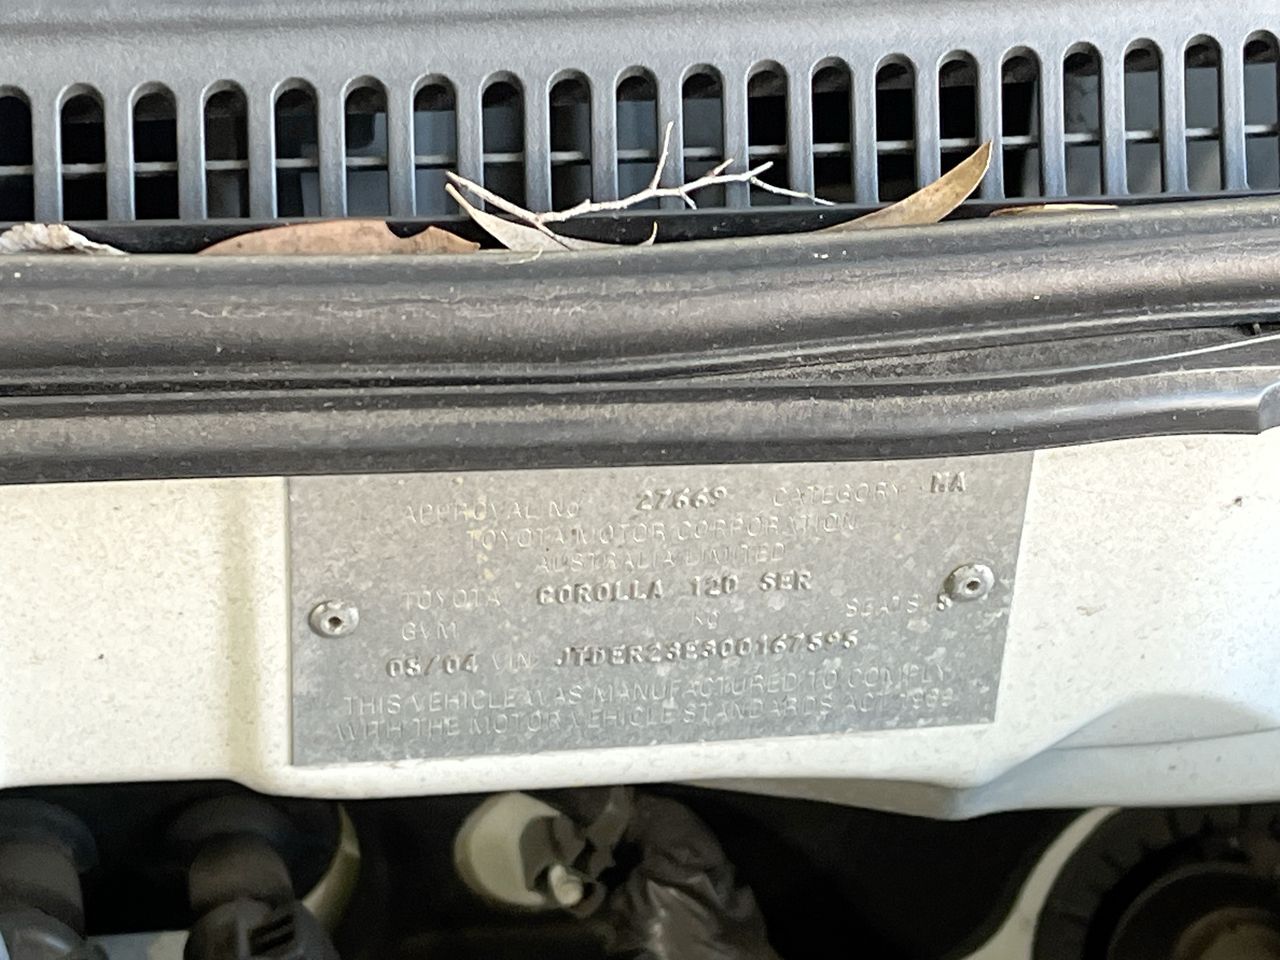 APPROVAL NO 27669 CATEGORY MA
TOYOTA MOTOR CORPORATION
AUSTRALIA LIMITED
TOYOTA COROLLA 120 SER
GVM KG SEATS
08/04 VIN JTDER23E300167595
THIS VEHICLE WAS MANUFACTURED TO COMPLY
WITH THE MOTOR VEHICLE STANDARDS ACT 1989